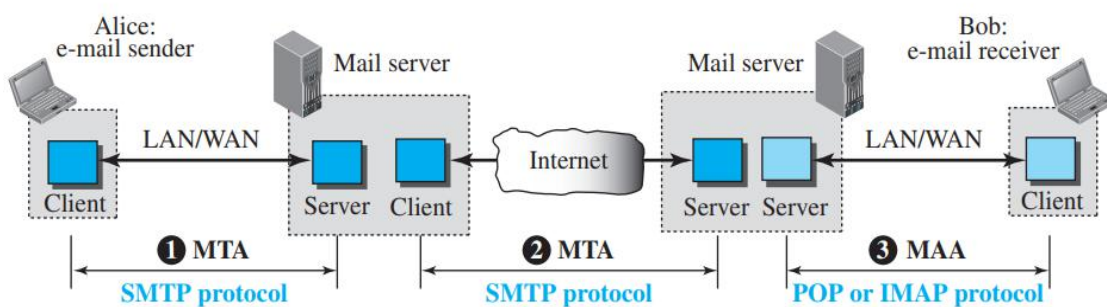 Alice:
e-mail sender
Bob:
e-mail receiver
Mail server
Mail server
LAN/WAN
Internet
LAN/WAN
Client
Server
Client
Server
Server
Client
1 MTA
2 MTA
3 MAA
SMTP protocol
SMTP protocol
POP or IMAP protocol